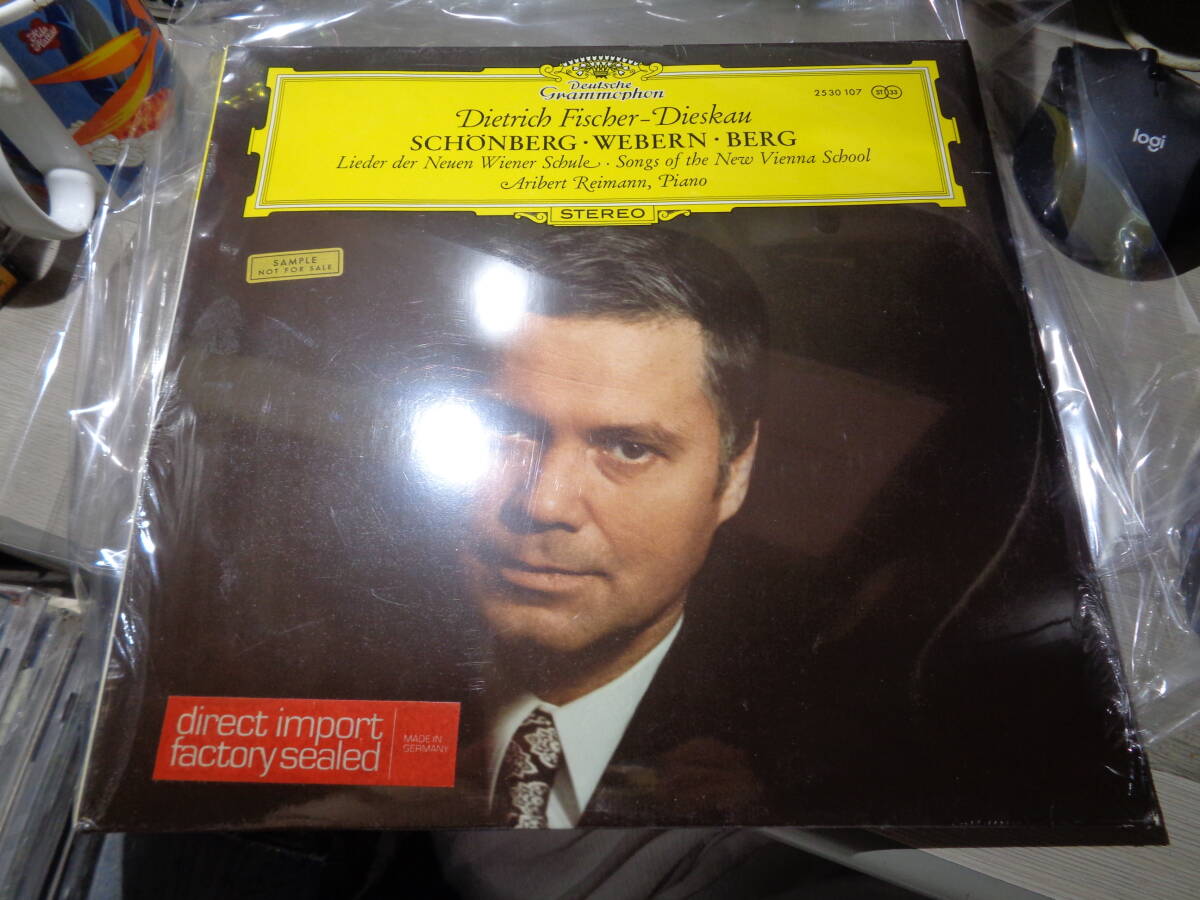 Deutsche
Grammophon
2530 107
ST 33
Dietrich Fischer-Dieskau
SCHÖNBERG · WEBERN · BERG
Lieder der Neuen Wiener Schule · Songs of the New Vienna School
Aribert Reimann, Piano
STEREO
SAMPLE
NOT FOR SALE
logi
direct import
factory sealed
MADE IN
GERMANY